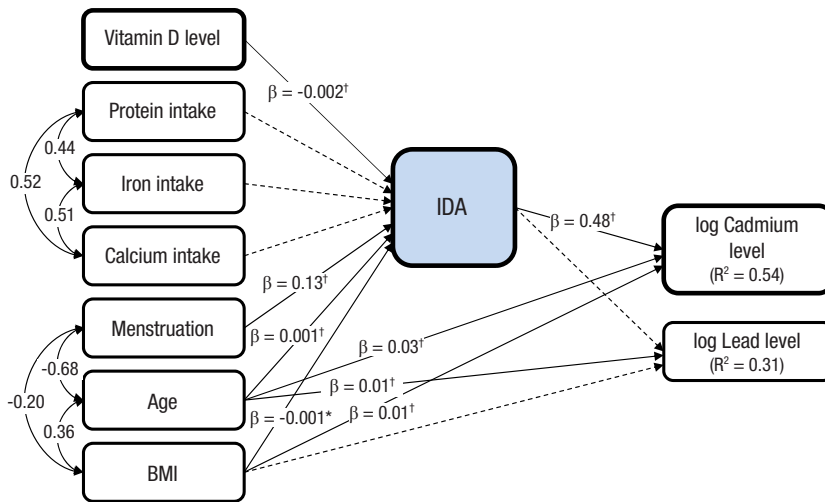 Vitamin D level
β = -0.002†
Protein intake
0.44
0.52
Iron intake
IDA
0.51
β = 0.48†
log Cadmium
level
(R² = 0.54)
Calcium intake
β = 0.13†
Menstruation
β = 0.001†
β = 0.03†
log Lead level
(R² = 0.31)
-0.68
-0.20
Age
β = 0.01†
β = -0.001*
β = 0.01†
0.36
BMI